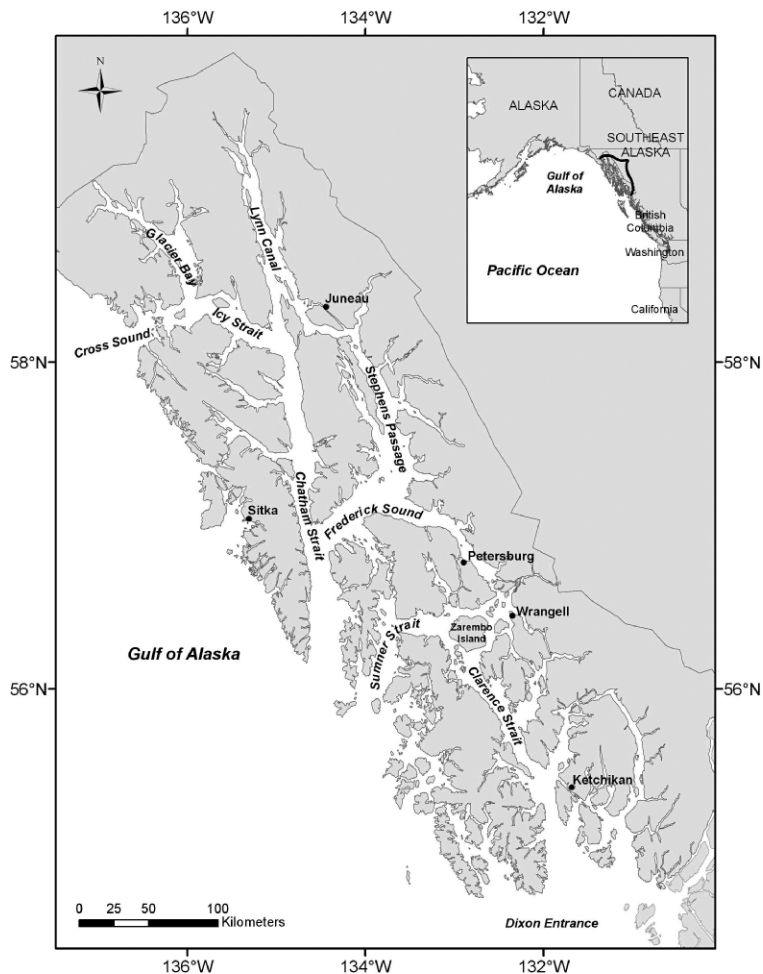 136°W
134°W
132°W
N
ALASKA
CANADA
SOUTHEAST
ALASKA
Gulf of
Alaska
British
Columbia
Washington
Pacific Ocean
California
Lynn Canal
Glacier Bay
Juneau
Icy Strait
Cross Sound
58°N
58°N
Stephens Passage
Chatham Strait
Sitka
Frederick Sound
Petersburg
Wrangell
Zarembo
Island
Sumner Strait
Gulf of Alaska
56°N
56°N
Clarence Strait
Ketchikan
0
25
50
100
Kilometers
Dixon Entrance
136°W
134°W
132°W